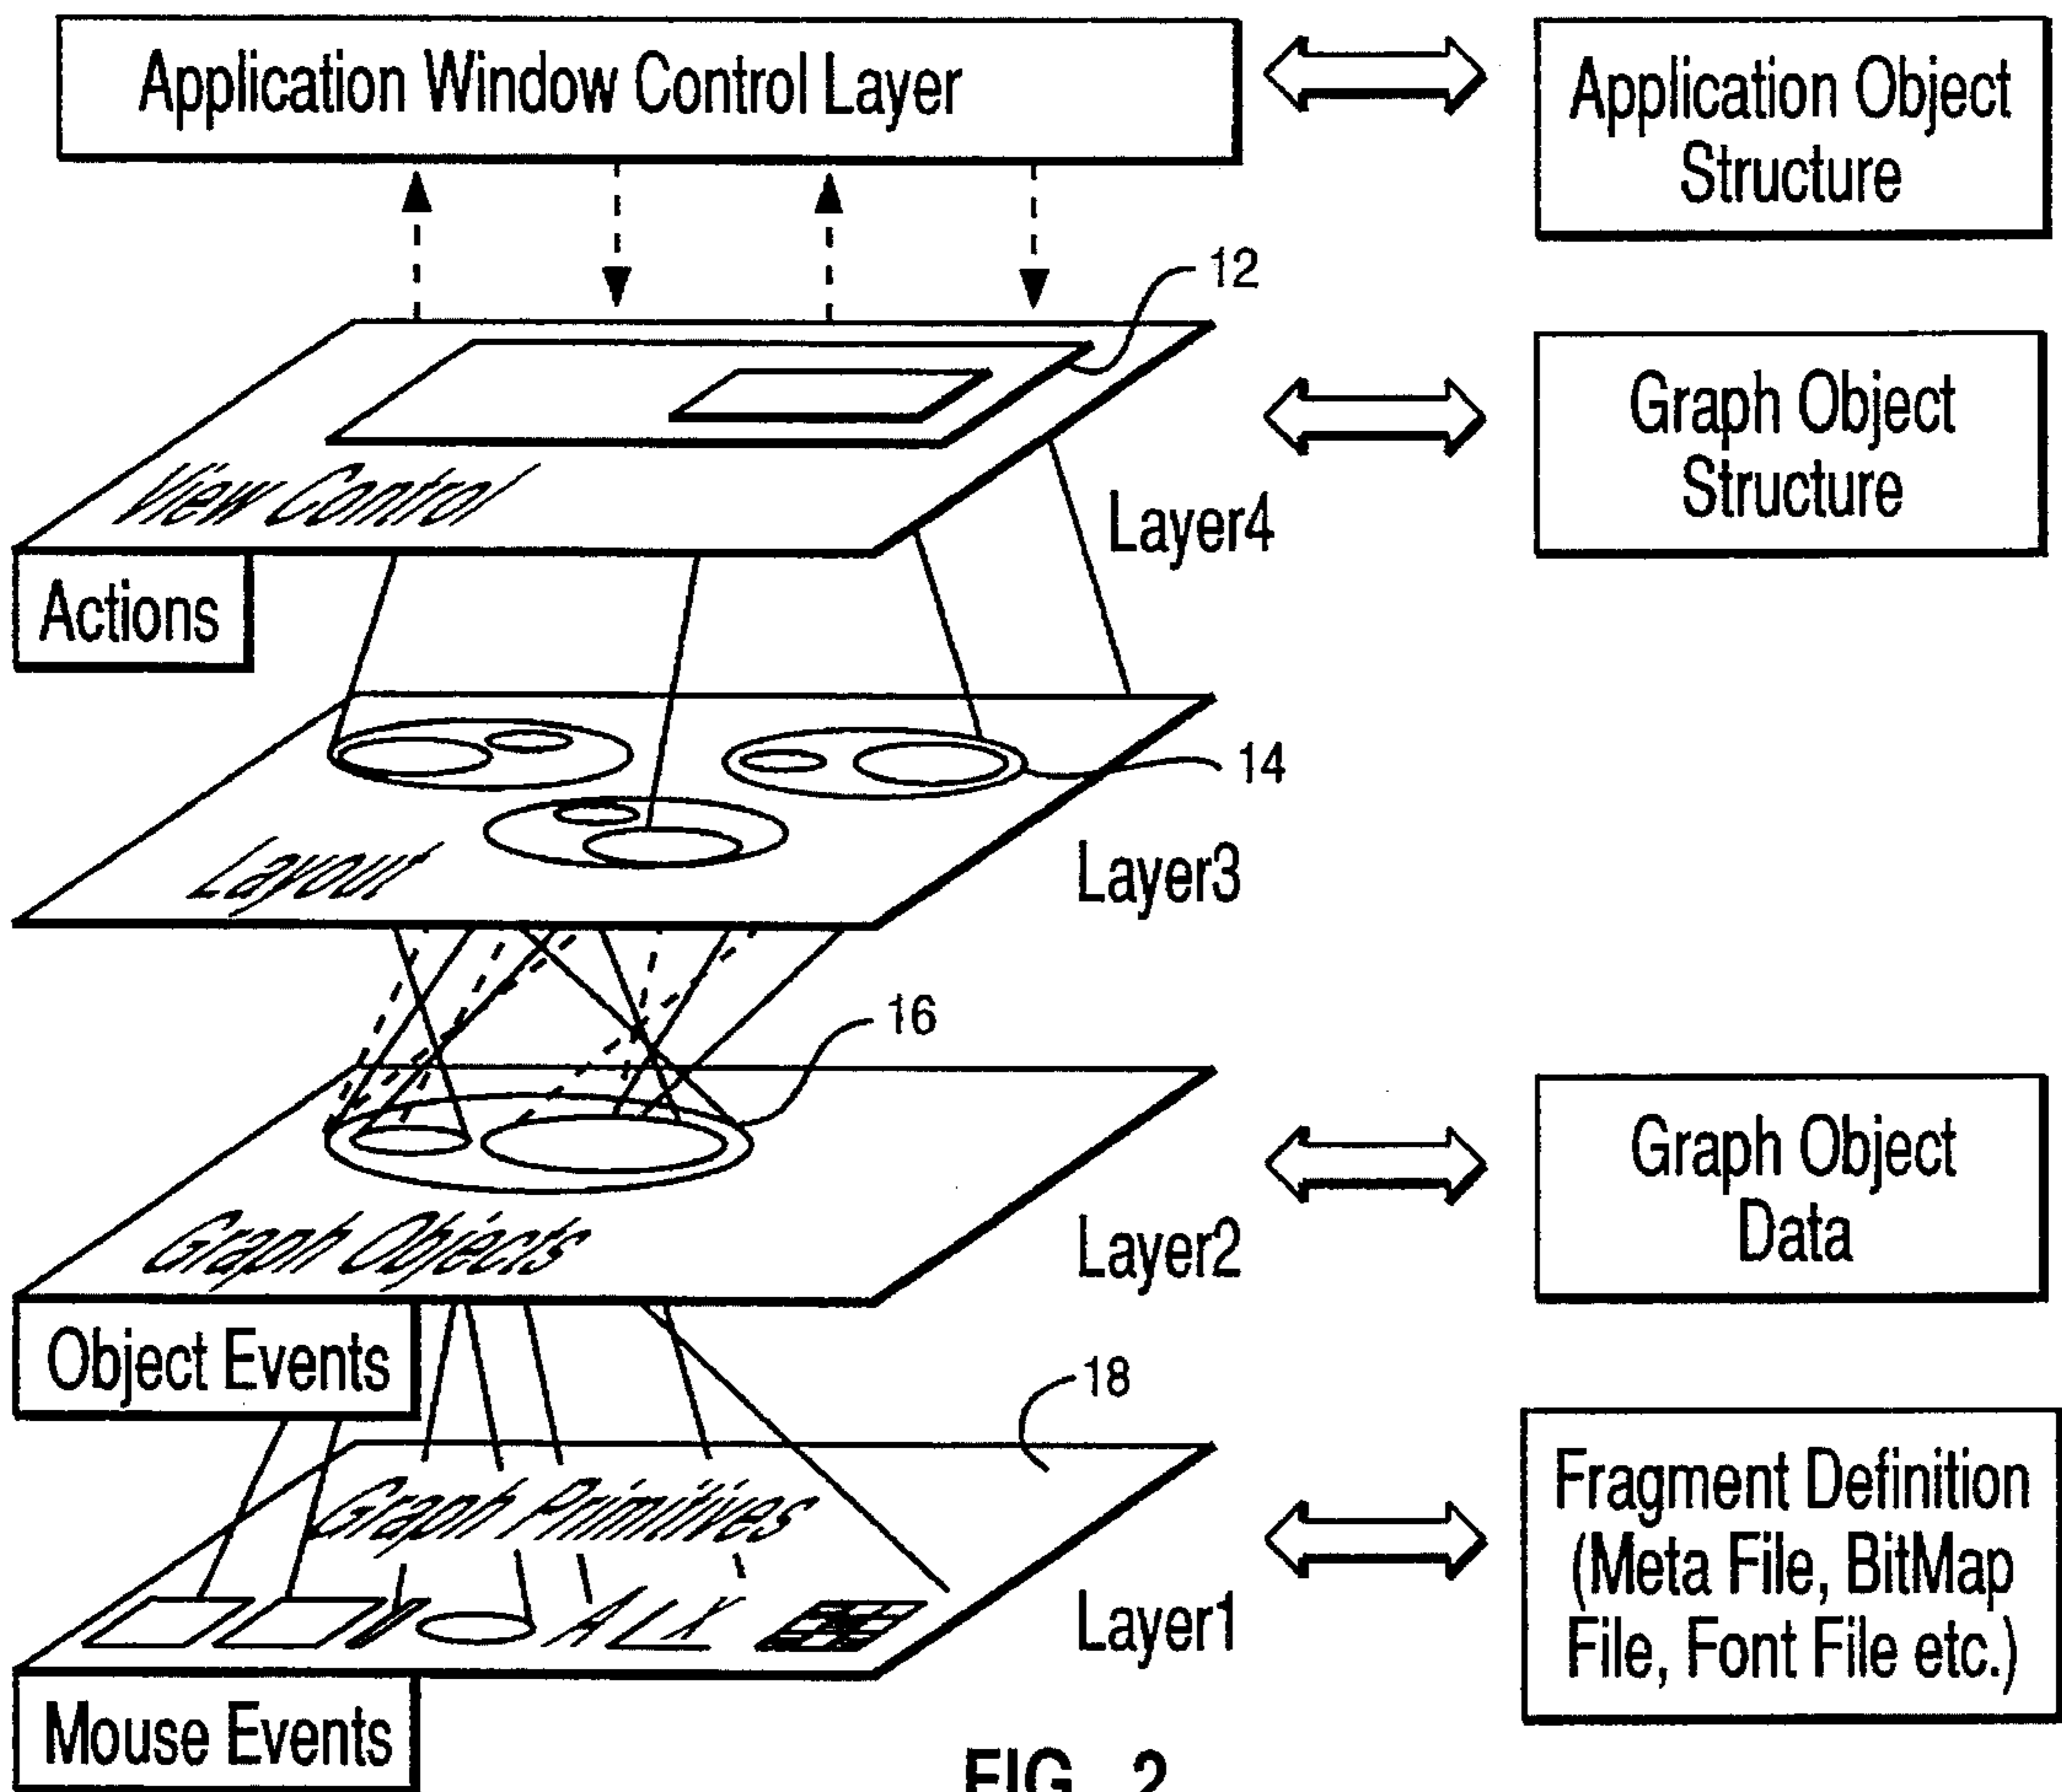 Application Window Control Layer
Application Object
Structure
12
View Control
Layer4
Graph Object
Structure
Actions
14
Layout
Layer3
16
Graph Objects
Layer2
Graph Object
Data
Object Events
18
Graph Primitives
A L X
Layer1
Fragment Definition
(Meta File, BitMap
File, Font File etc.)
Mouse Events
FIG. 2